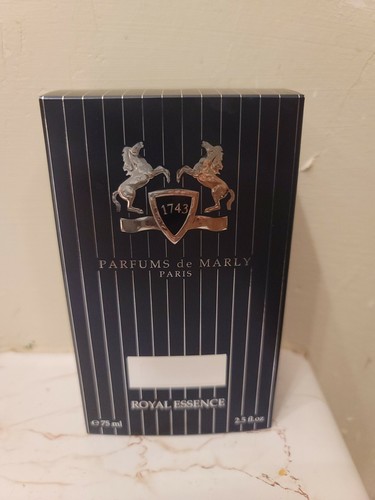 1743
PARFUMS de MARLY
PARIS
ROYAL ESSENCE
℮ 75 ml 2.5 fl.oz